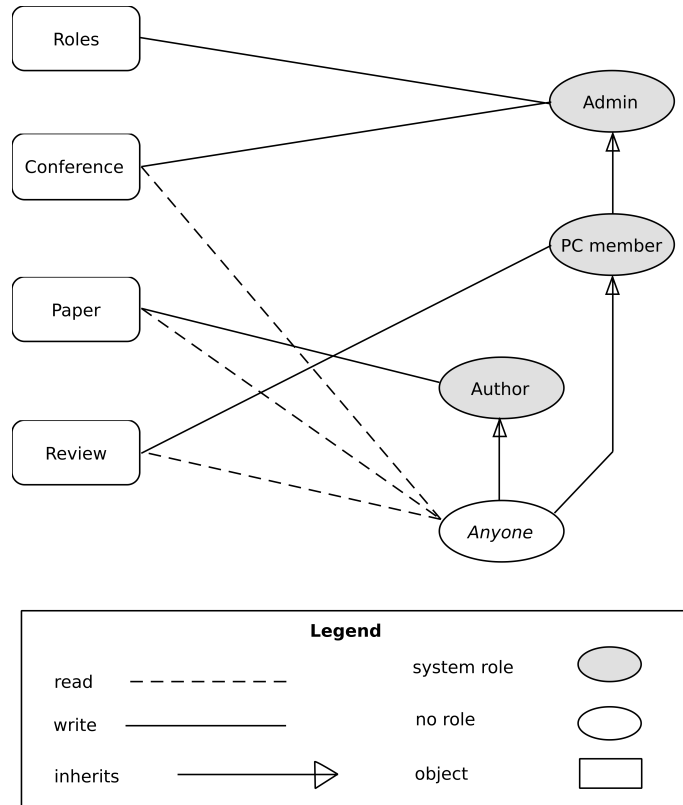 Roles
Admin
Conference
PC member
Paper
Author
Review
Anyone
Legend
read
write
inherits
system role
no role
object